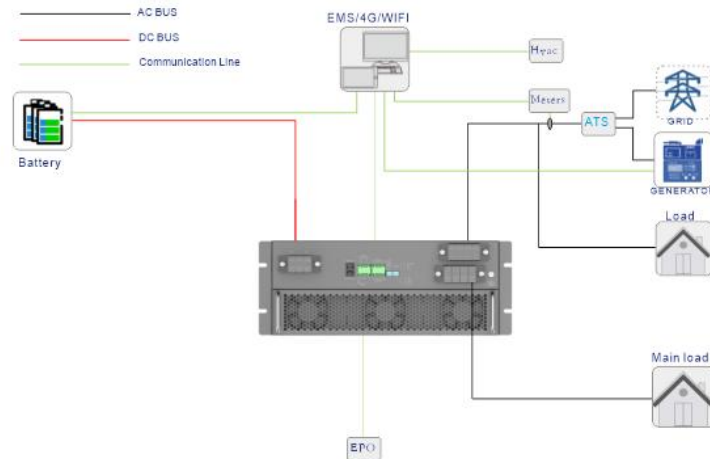 AC BUS
DC BUS
Communication Line
EMS/4G/WIFI
Hvac
Meters
ATS
GRID
Battery
GENERATOR
Load
Main load
EPO